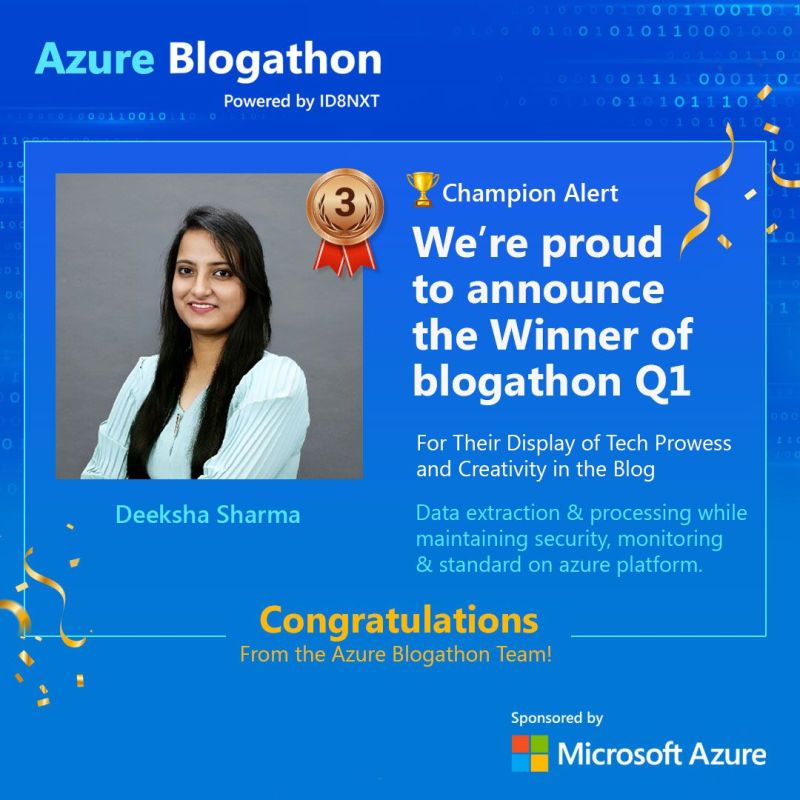 Azure Blogathon
Powered by ID8NXT
3
Champion Alert
We’re proud
to announce
the Winner of
blogathon Q1
For Their Display of Tech Prowess
and Creativity in the Blog
Deeksha Sharma
Data extraction & processing while
maintaining security, monitoring
& standard on azure platform.
Congratulations
From the Azure Blogathon Team!
Sponsored by
Microsoft Azure